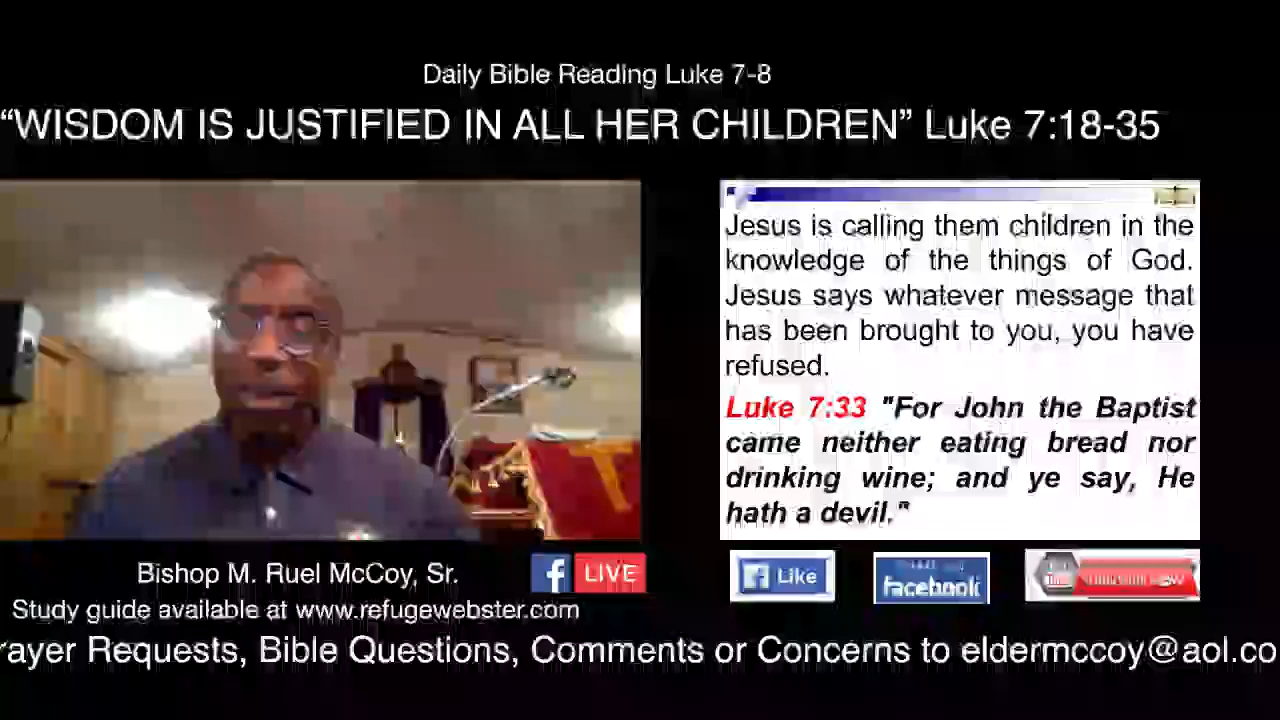 Daily Bible Reading Luke 7-8
“WISDOM IS JUSTIFIED IN ALL HER CHILDREN” Luke 7:18-35
Jesus is calling them children in the
knowledge of the things of God.
Jesus says whatever message that
has been brought to you, you have
refused.
Luke 7:33 "For John the Baptist
came neither eating bread nor
drinking wine; and ye say, He
hath a devil."
Bishop M. Ruel McCoy, Sr.
f LIVE
f Like
facebook
Study guide available at www.refugewebster.com
rayer Requests, Bible Questions, Comments or Concerns to eldermccoy@aol.co